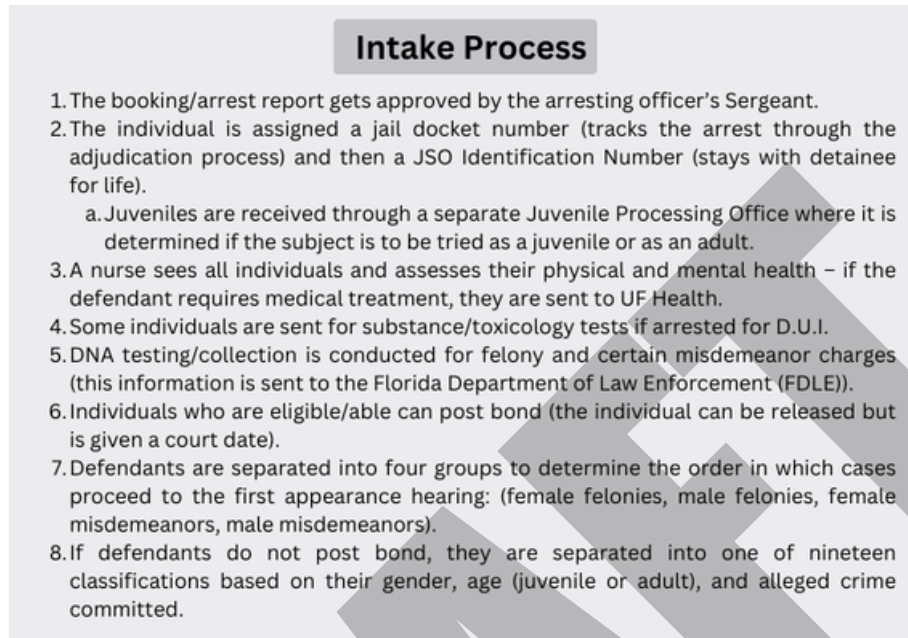 Intake Process
1. The booking/arrest report gets approved by the arresting officer's Sergeant.
2. The individual is assigned a jail docket number (tracks the arrest through the
adjudication process) and then a JSO Identification Number (stays with detainee
for life).
a. Juveniles are received through a separate Juvenile Processing Office where it is
determined if the subject is to be tried as a juvenile or as an adult.
3. A nurse sees all individuals and assesses their physical and mental health – if the
defendant requires medical treatment, they are sent to UF Health.
4. Some individuals are sent for substance/toxicology tests if arrested for D.U.I.
5. DNA testing/collection is conducted for felony and certain misdemeanor charges
(this information is sent to the Florida Department of Law Enforcement (FDLE)).
6. Individuals who are eligible/able can post bond (the individual can be released but
is given a court date).
7. Defendants are separated into four groups to determine the order in which cases
proceed to the first appearance hearing: (female felonies, male felonies, female
misdemeanors, male misdemeanors).
8. If defendants do not post bond, they are separated into one of nineteen
classifications based on their gender, age (juvenile or adult), and alleged crime
committed.